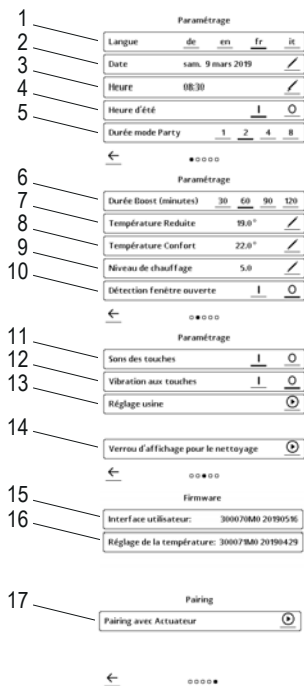 Paramétrage
1 Langue de en fr it
2 Date sam. 9 mars 2019
3 Heure 08:30
4 Heure d'été I O
5 Durée mode Party 1 2 4 8
Paramétrage
6 Durée Boost (minutes) 30 60 90 120
7 Température Reduite 19.0°
8 Température Confort 22.0°
9 Niveau de chauffage 5.0
10 Détection fenêtre ouverte I O
Paramétrage
11 Sons des touches I O
12 Vibration aux touches I O
13 Réglage usine
14 Verrou d'affichage pour le nettoyage
Firmware
15 Interface utilisateur: 300070M0 20190516
16 Réglage de la température: 300071M0 20190429
Pairing
17 Pairing avec Actuateur